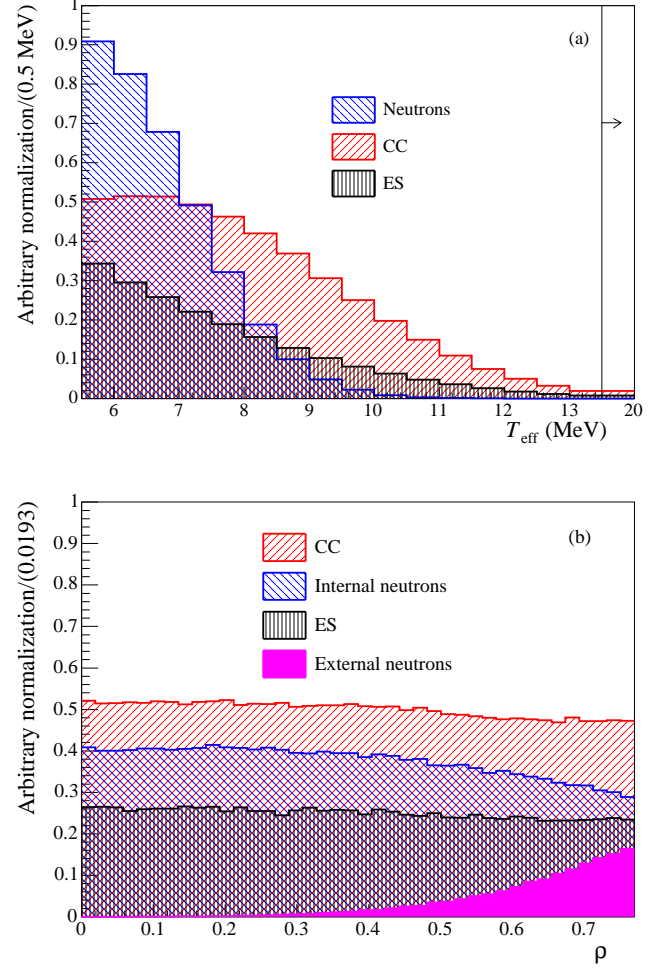 Arbitrary normalization/(0.5 MeV)
1
0.9
0.8
0.7
0.6
0.5
0.4
0.3
0.2
0.1
0
(a)
Neutrons
CC
ES
6 7 8 9 10 11 12 13 20
T_eff (MeV)
Arbitrary normalization/(0.0193)
1
0.9
0.8
0.7
0.6
0.5
0.4
0.3
0.2
0.1
0
(b)
CC
Internal neutrons
ES
External neutrons
0 0.1 0.2 0.3 0.4 0.5 0.6 0.7
ρ